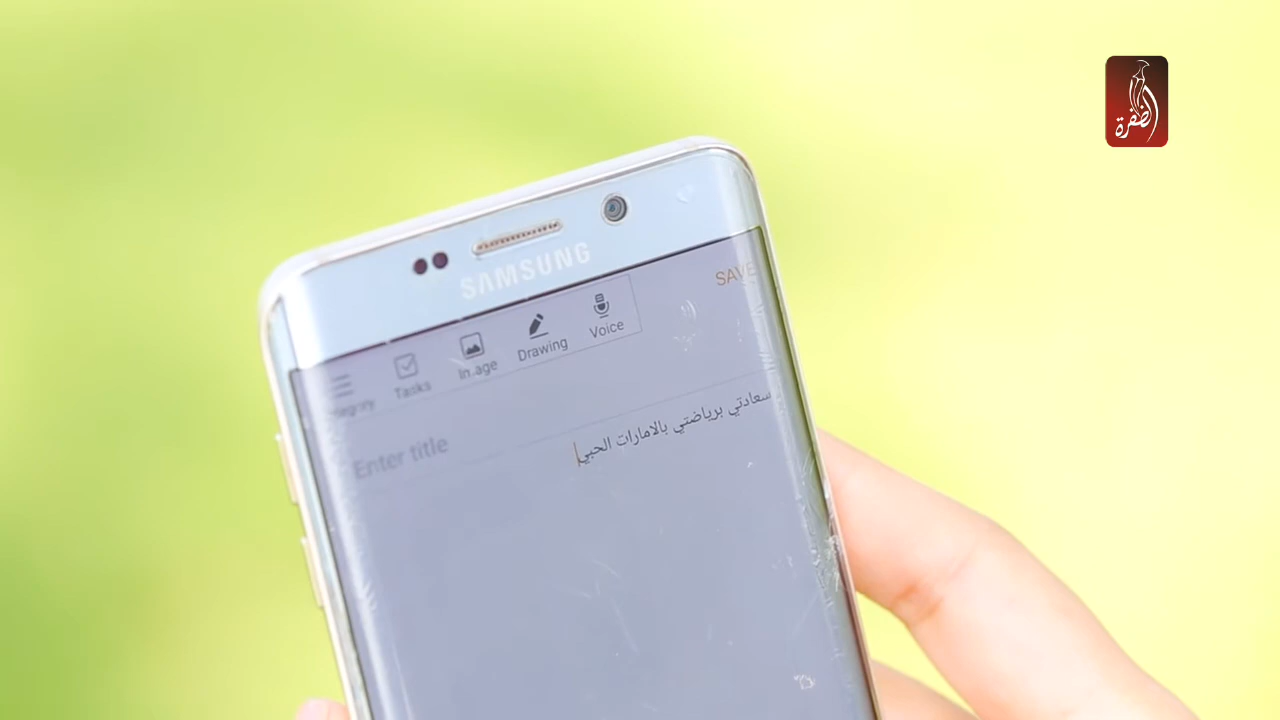 الظفرة
SAMSUNG
SAVE
Tasks
Image
Drawing
Voice
Enter title
سعادتي برياضتي بالامارات الحبي